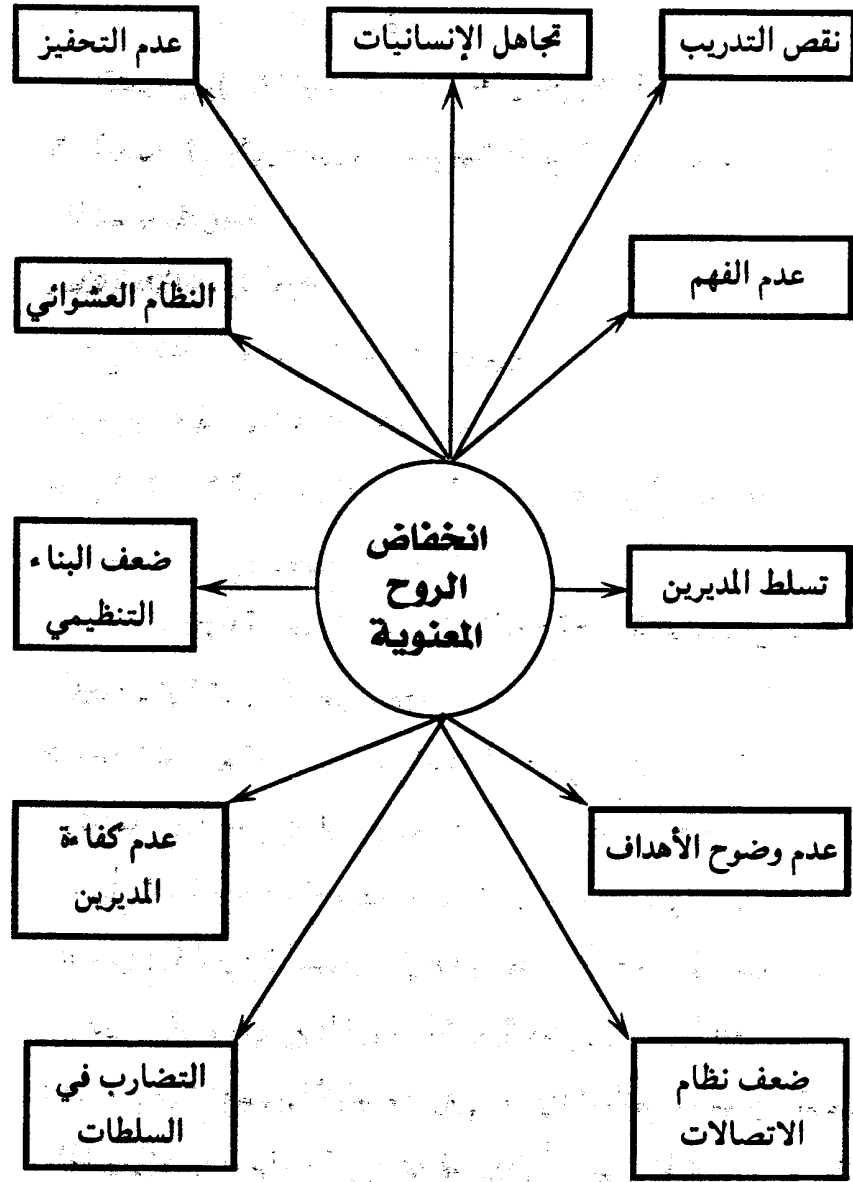 نقص التدريب
تجاهل الإنسانيات
عدم التحفيز
عدم الفهم
النظام العشوائي
انخفاض
الروح
المعنوية
تسلط المديرين
ضعف البناء
التنظيمي
عدم وضوح الأهداف
عدم كفاءة
المديرين
ضعف نظام
الاتصالات
التضارب في
السلطات